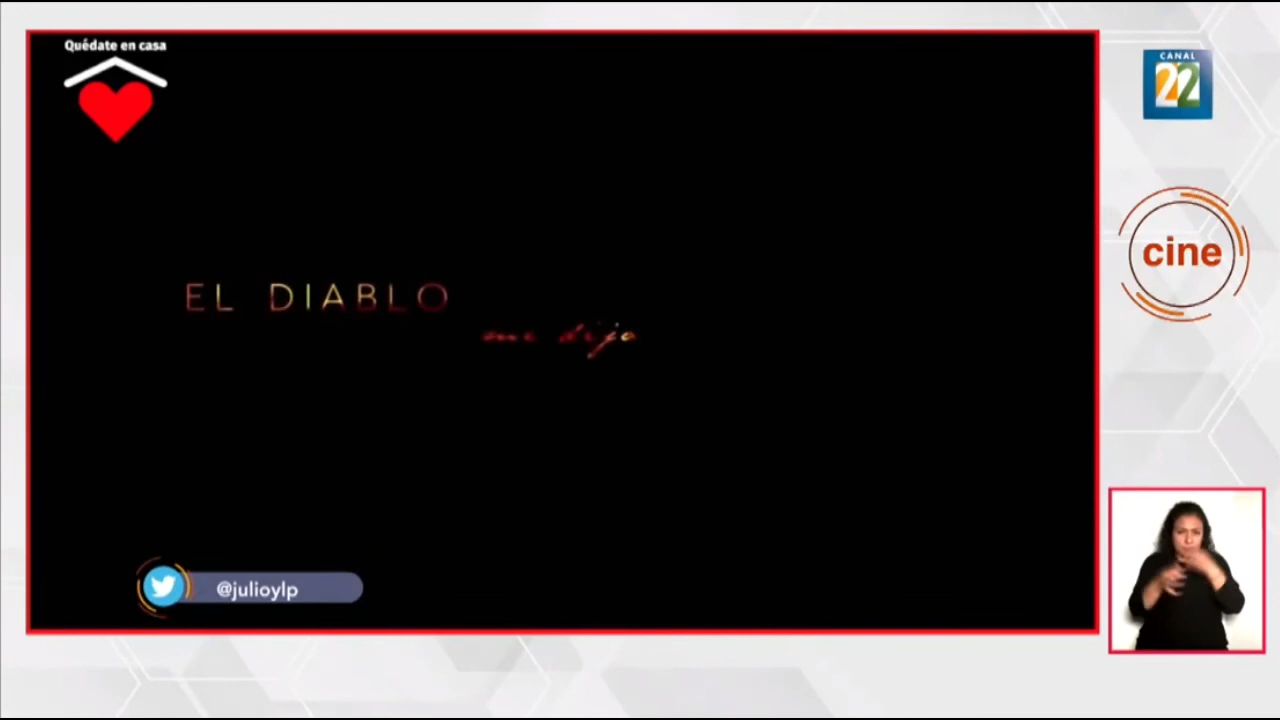 Quédate en casa
CANAL
22
cine
EL DIABLO
me dijo
@julioylp